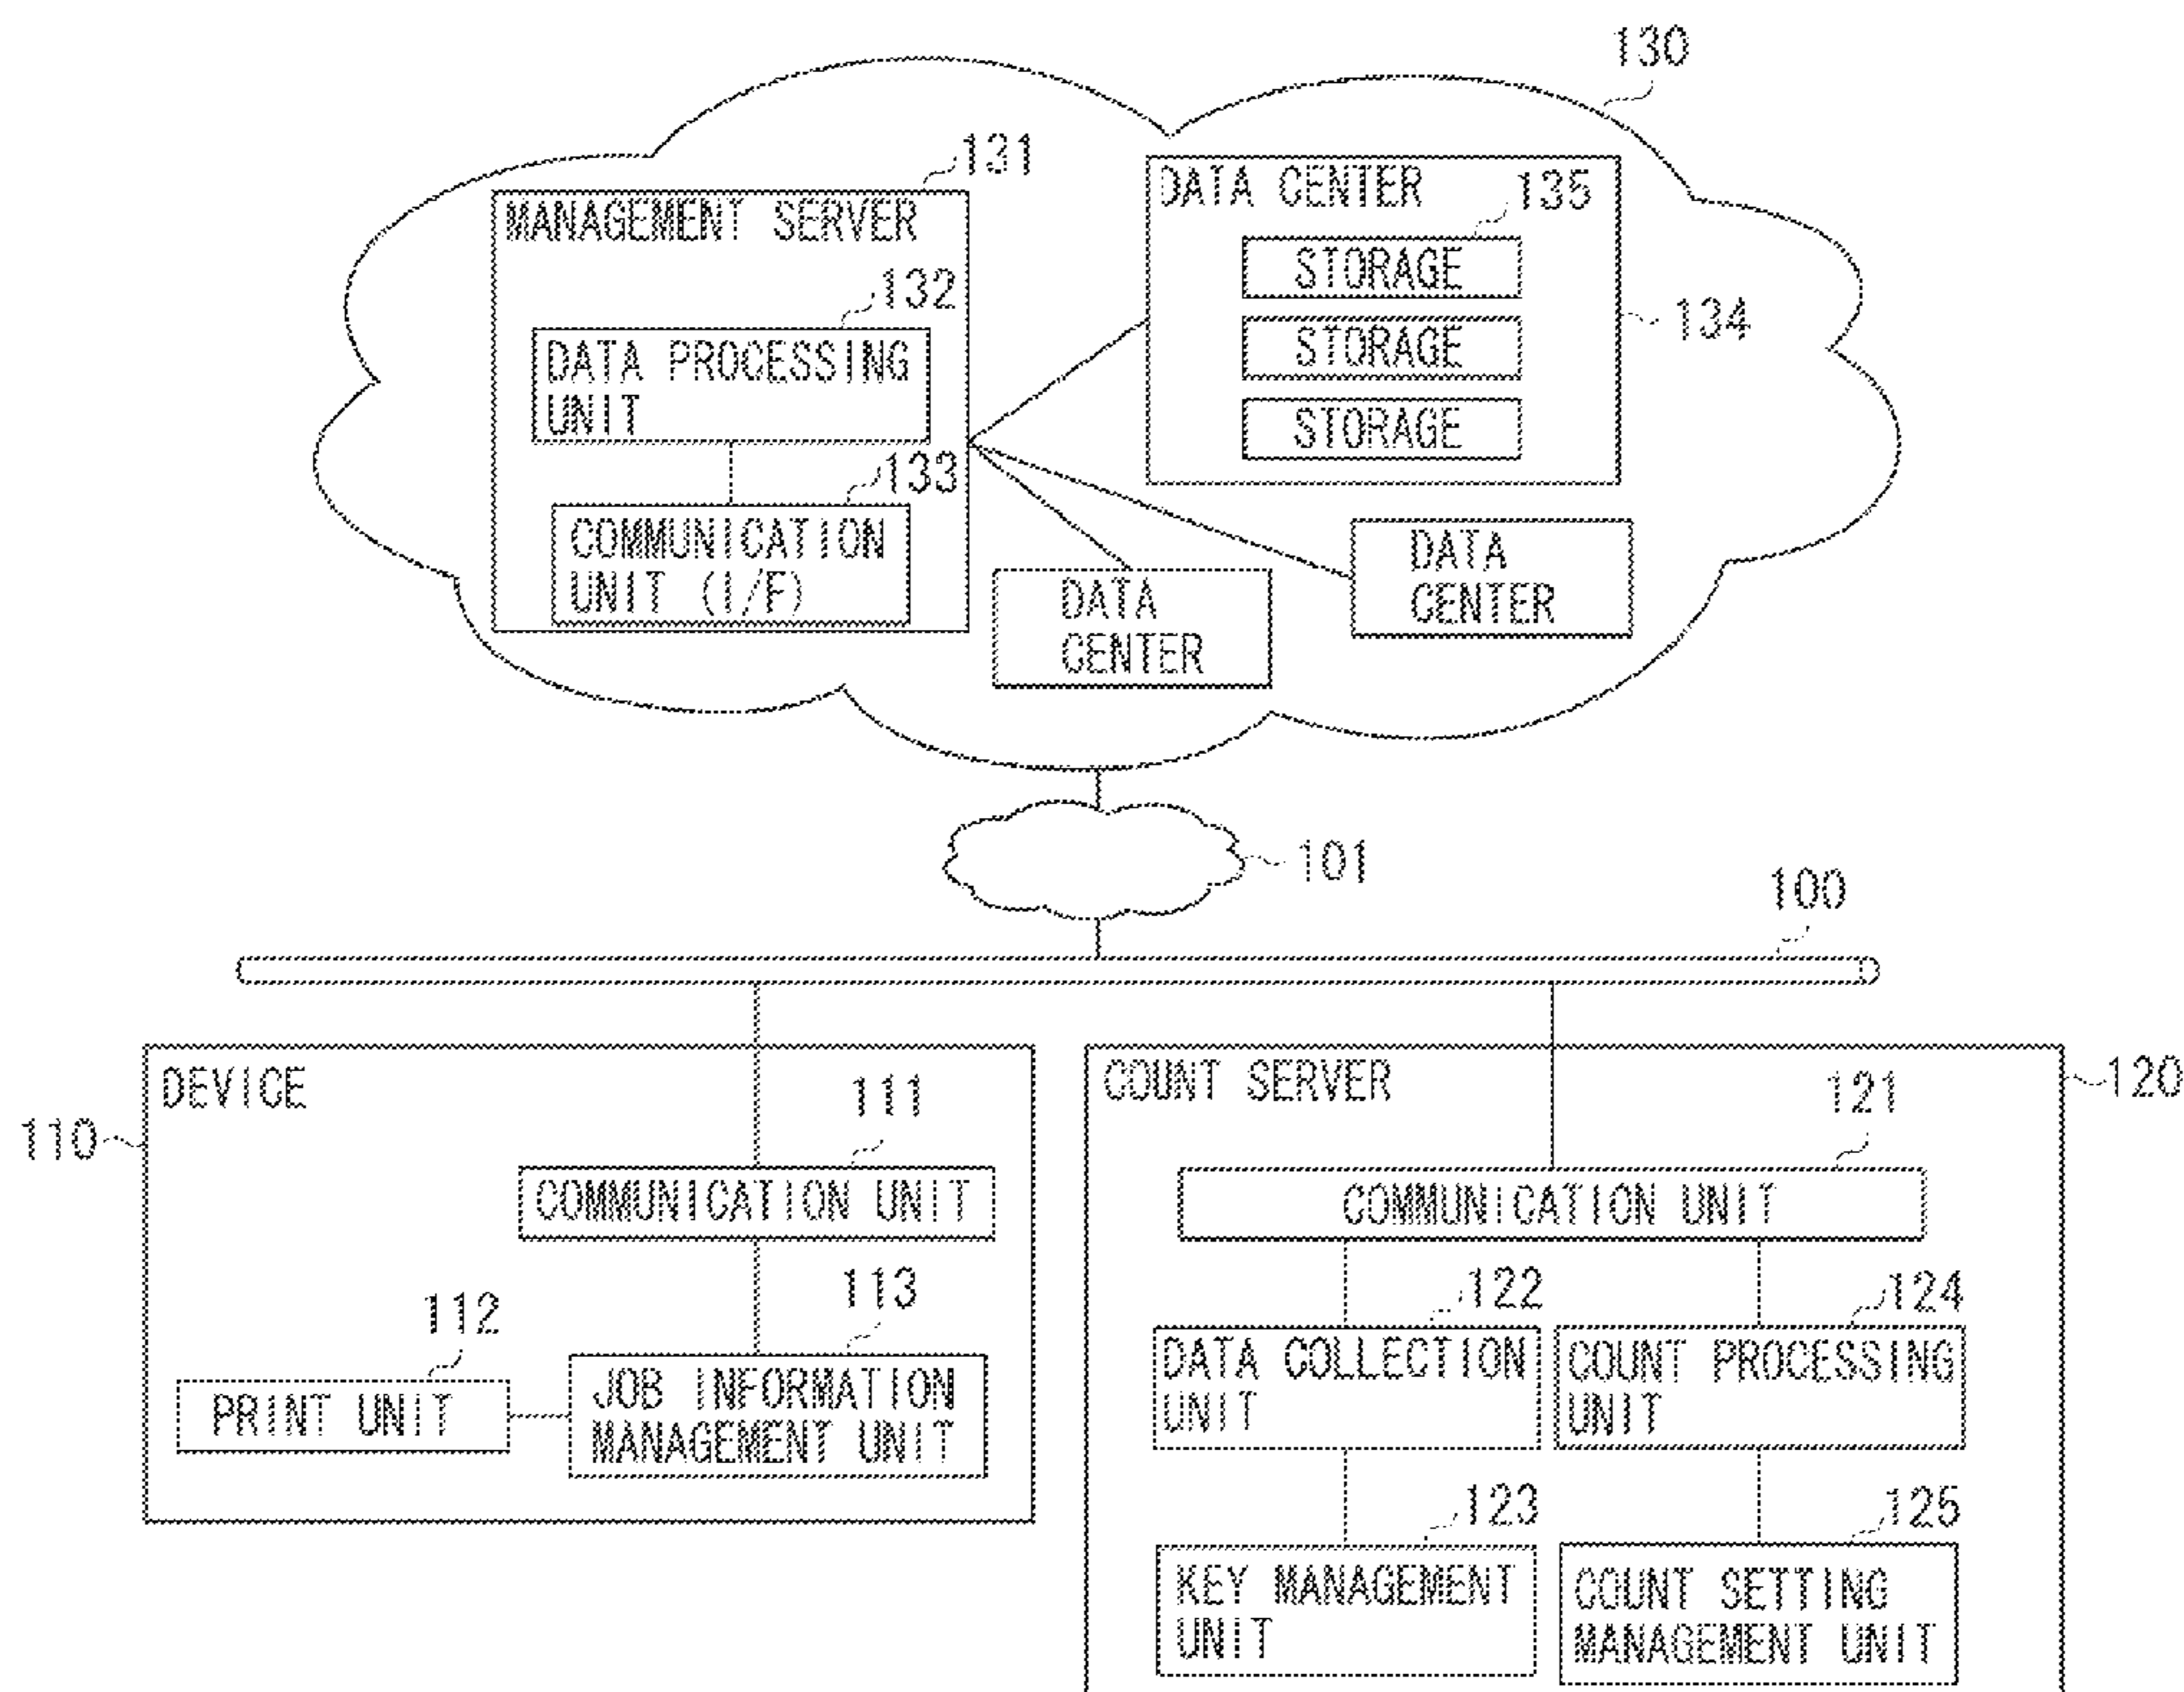 130
131
MANAGEMENT SERVER
132
DATA PROCESSING
UNIT
133
COMMUNICATION
UNIT (I/F)
DATA CENTER
135
STORAGE
STORAGE
STORAGE
134
DATA
CENTER
DATA
CENTER
101
100
DEVICE
110
111
COMMUNICATION UNIT
112
PRINT UNIT
113
JOB INFORMATION
MANAGEMENT UNIT
COUNT SERVER
120
121
COMMUNICATION UNIT
122
DATA COLLECTION
UNIT
124
COUNT PROCESSING
UNIT
123
KEY MANAGEMENT
UNIT
125
COUNT SETTING
MANAGEMENT UNIT